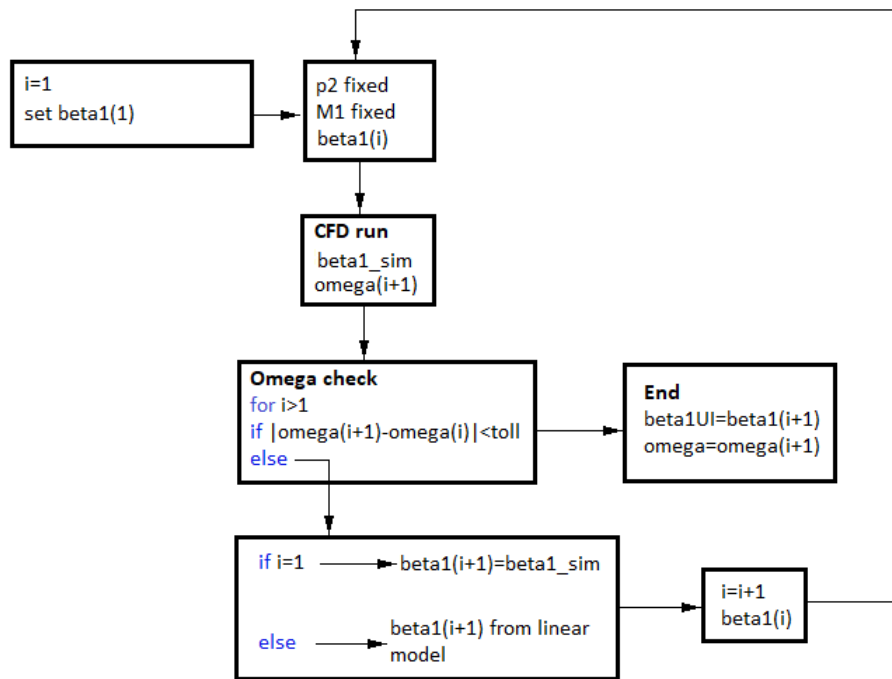 i=1
set beta1(1)
p2 fixed
M1 fixed
beta1(i)
CFD run
beta1_sim
omega(i+1)
Omega check
for i>1
if |omega(i+1)-omega(i)|<toll
else
End
beta1UI=beta1(i+1)
omega=omega(i+1)
if i=1
beta1(i+1)=beta1_sim
else
beta1(i+1) from linear
model
i=i+1
beta1(i)